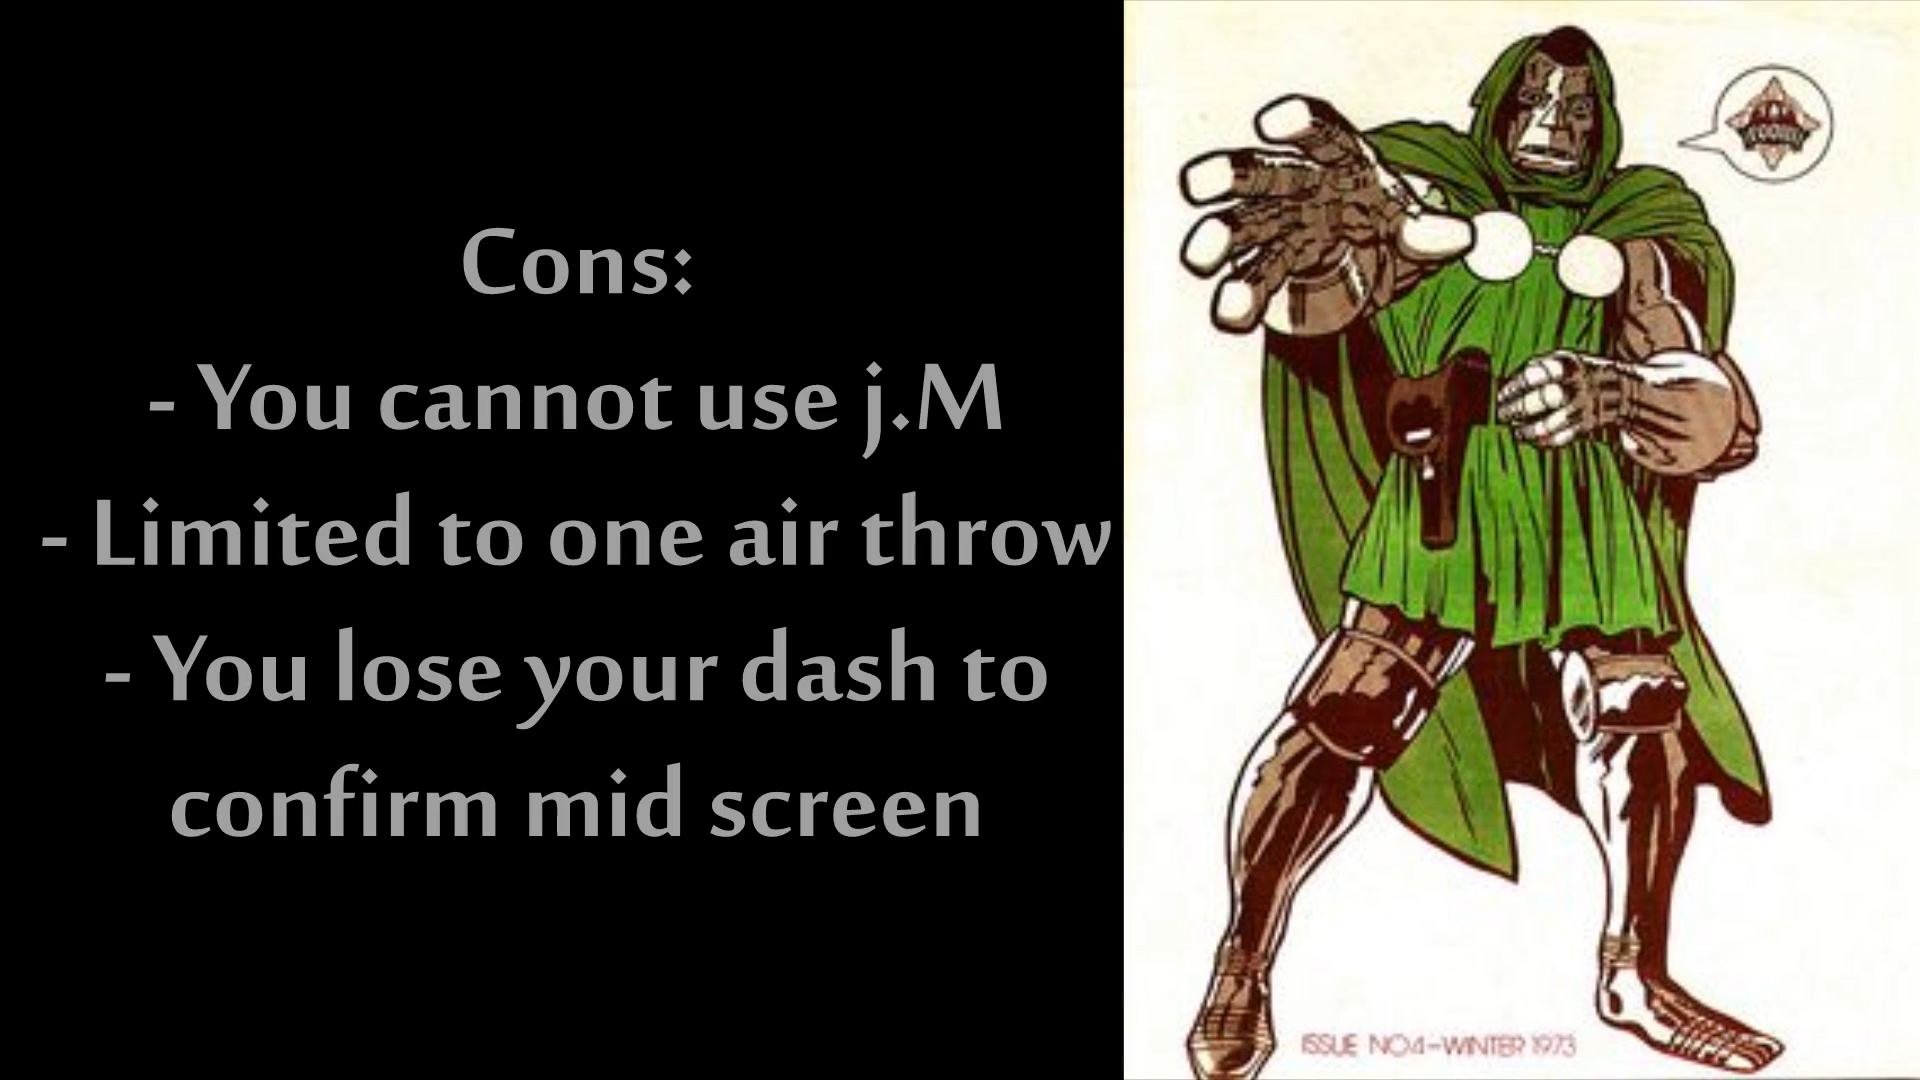 Cons:
- You cannot use j.M
- Limited to one air throw
- You lose your dash to
confirm mid screen
ISSUE NO4-WINTER 1973